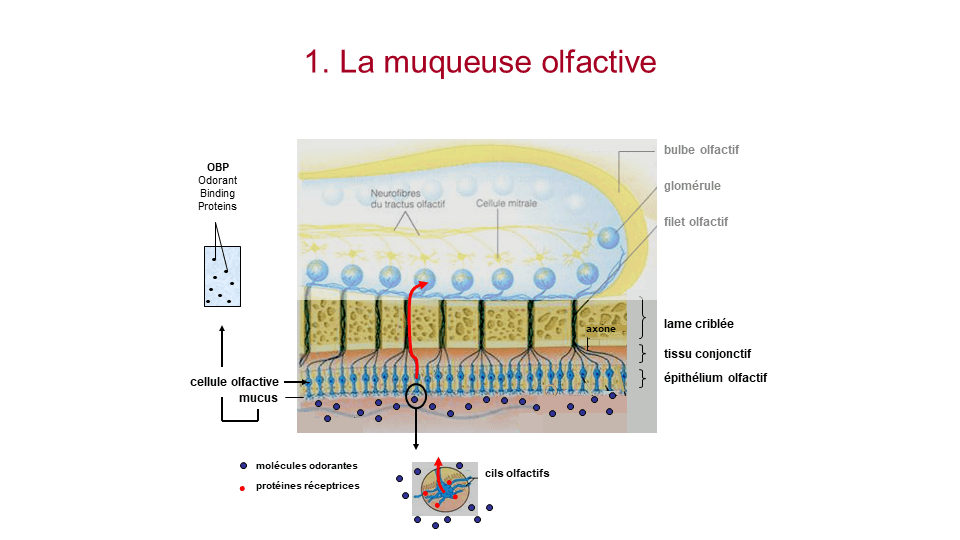 1. La muqueuse olfactive
bulbe olfactif
OBP
Odorant
Binding
Proteins
glomérule
Neurofibres
du tractus olfactif
Cellule mitrale
filet olfactif
axone
lame criblée
tissu conjonctif
épithélium olfactif
cellule olfactive
mucus
molécules odorantes
protéines réceptrices
cils olfactifs